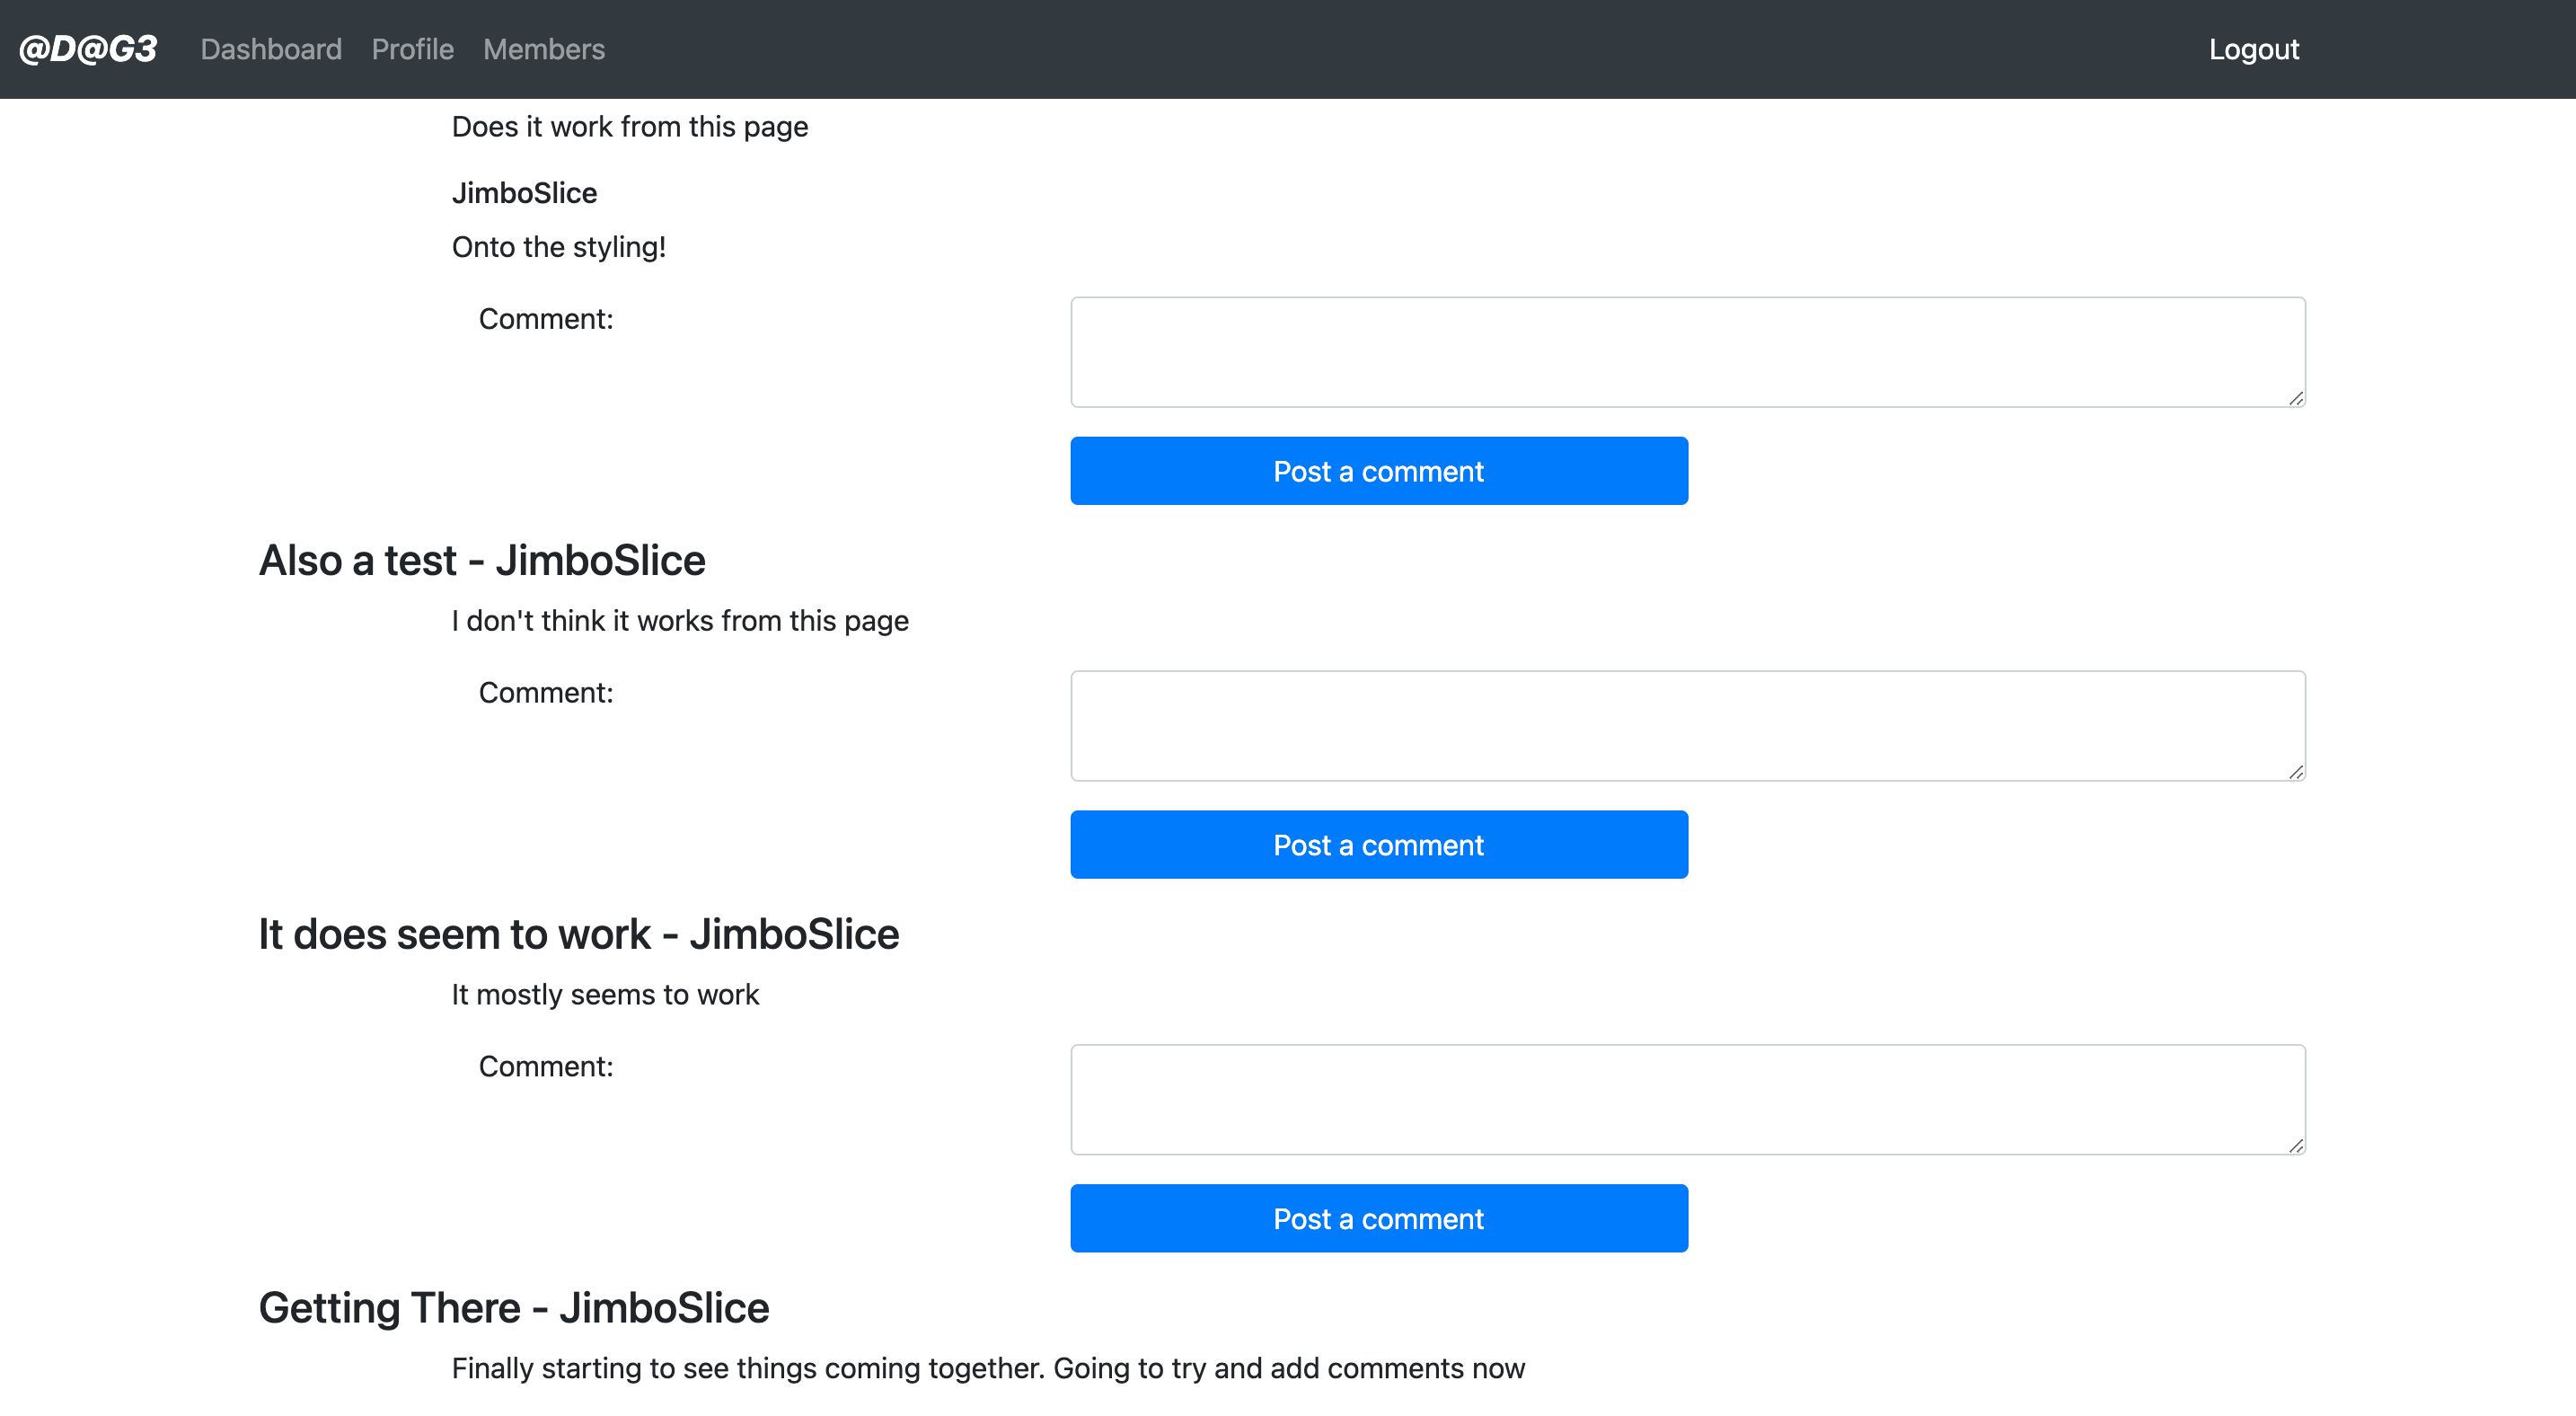 @D@G3 Dashboard Profile Members Logout
Does it work from this page
JimboSlice
Onto the styling!
Comment:
Post a comment
Also a test - JimboSlice
I don't think it works from this page
Comment:
Post a comment
It does seem to work - JimboSlice
It mostly seems to work
Comment:
Post a comment
Getting There - JimboSlice
Finally starting to see things coming together. Going to try and add comments now